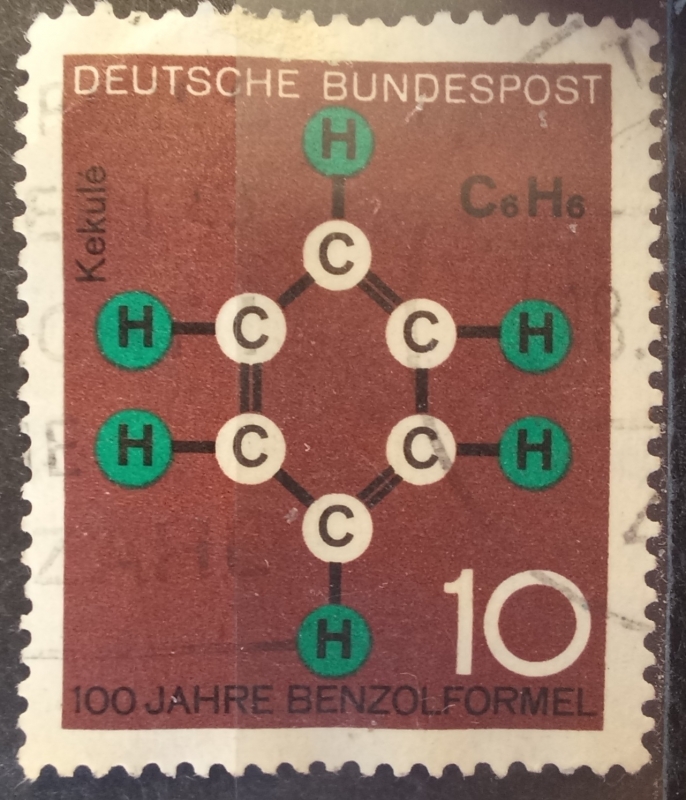 DEUTSCHE BUNDESPOST
Kekulé
C₆H₆
H
C
H C C H
H C C H
C
H
10
100 JAHRE BENZOLFORMEL